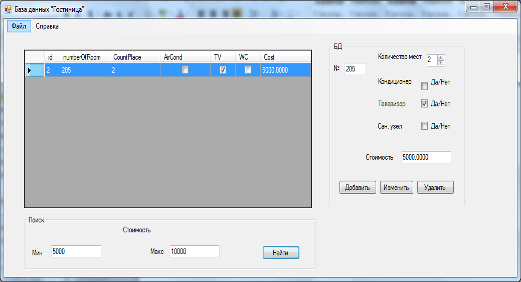 База данных "Гостиница"
Файл Справка
id numberOfRoom CountPlace AirCond TV WC Cost
2 205 2 5000.0000
БД
Количество мест 2
№ 205
Кондиционер Да/Нет
Телевизор Да/Нет
Сан. узел Да/Нет
Стоимость 5000.0000
Добавить Изменить Удалить
Поиск
Стоимость
Мин 5000 Макс 10000 Найти